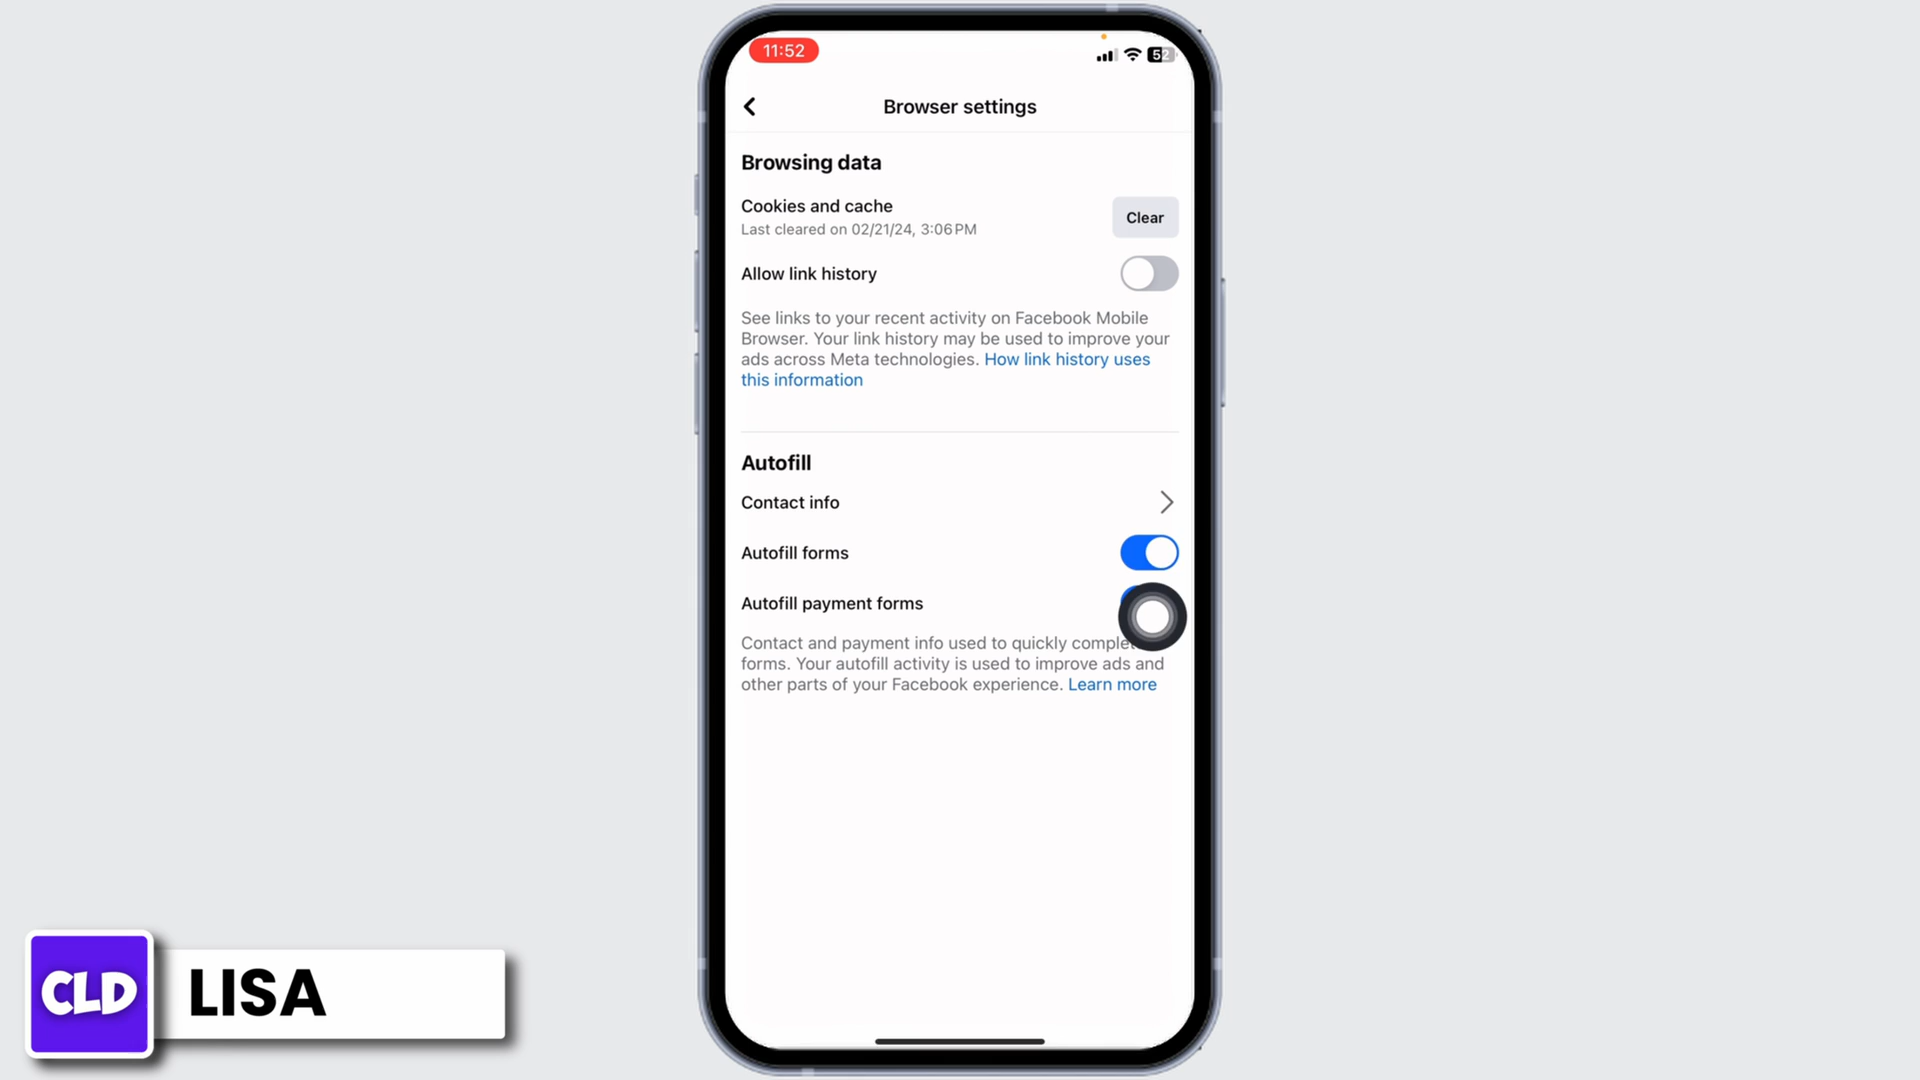 11:52
52
Browser settings
Browsing data
Cookies and cache
Last cleared on 02/21/24, 3:06 PM
Clear
Allow link history
See links to your recent activity on Facebook Mobile
Browser. Your link history may be used to improve your
ads across Meta technologies. How link history uses
this information
Autofill
Contact info
Autofill forms
Autofill payment forms
Contact and payment info used to quickly
forms. Your autofill activity is used to improve ads and
other parts of your Facebook experience. Learn more
CLD
LISA